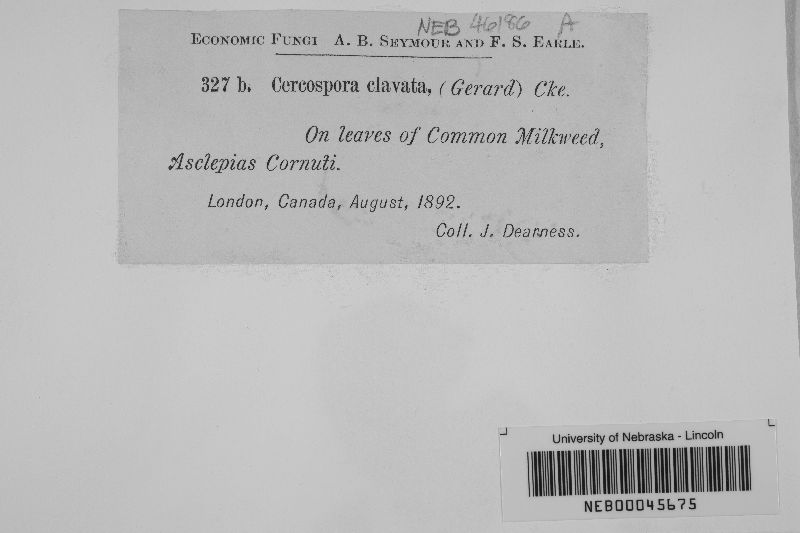 NEB 46186 A
ECONOMIC FUNGI A. B. SEYMOUR AND F. S. EARLE.
327 b. Cercospora clavata, (Gerard) Cke.
On leaves of Common Milkweed,
Asclepias Cornuti.
London, Canada, August, 1892.
Coll. J. Dearness.
University of Nebraska - Lincoln
NEB00045675